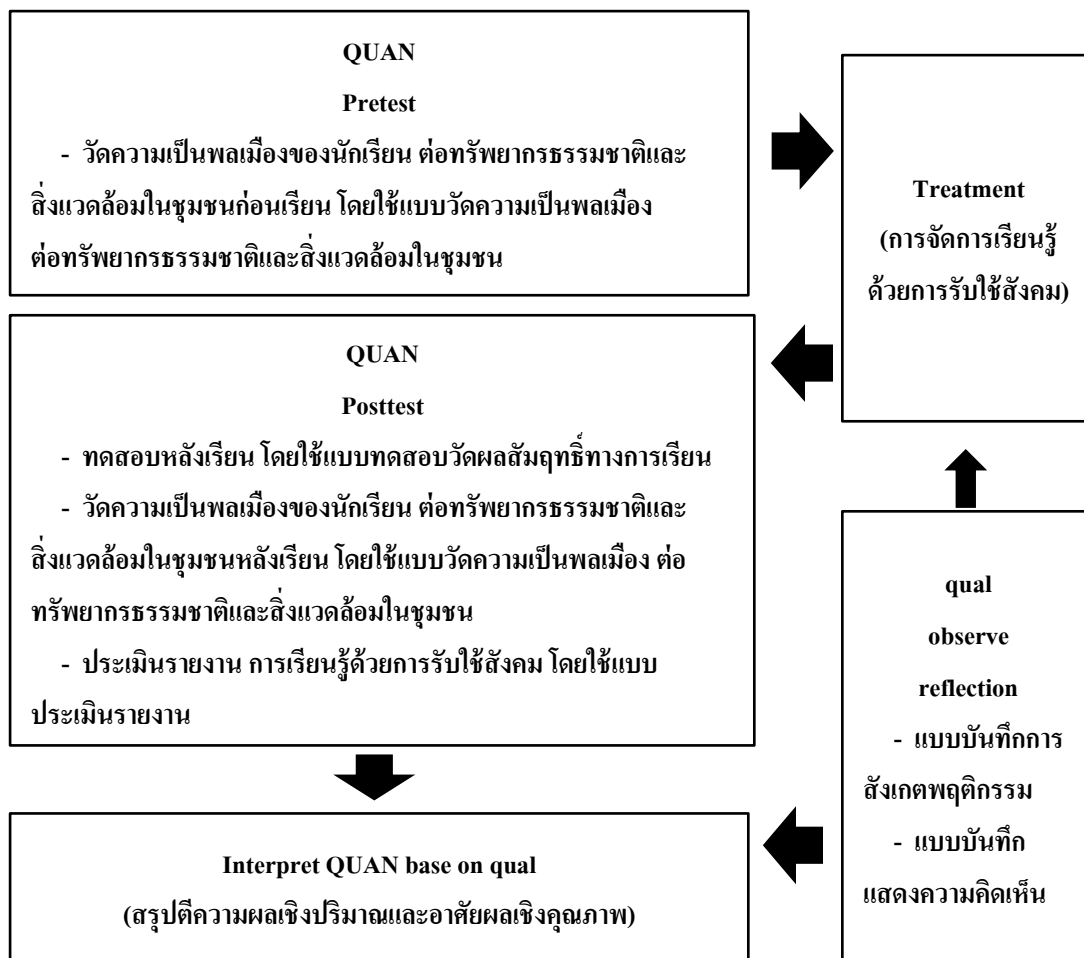 QUAN
Pretest
- วัดความเป็นพลเมืองของนักเรียน ต่อทรัพยากรธรรมชาติและ
สิ่งแวดล้อมในชุมชนก่อนเรียน โดยใช้แบบวัดความเป็นพลเมือง
ต่อทรัพยากรธรรมชาติและสิ่งแวดล้อมในชุมชน
Treatment
(การจัดการเรียนรู้
ด้วยการรับใช้สังคม)
QUAN
Posttest
- ทดสอบหลังเรียน โดยใช้แบบทดสอบวัดผลสัมฤทธิ์ทางการเรียน
- วัดความเป็นพลเมืองของนักเรียน ต่อทรัพยากรธรรมชาติและ
สิ่งแวดล้อมในชุมชนหลังเรียน โดยใช้แบบวัดความเป็นพลเมือง ต่อ
ทรัพยากรธรรมชาติและสิ่งแวดล้อมในชุมชน
- ประเมินรายงาน การเรียนรู้ด้วยการรับใช้สังคม โดยใช้แบบ
ประเมินรายงาน
qual
observe
reflection
- แบบบันทึกการ
สังเกตพฤติกรรม
- แบบบันทึก
แสดงความคิดเห็น
Interpret QUAN base on qual
(สรุปตีความผลเชิงปริมาณและอาศัยผลเชิงคุณภาพ)